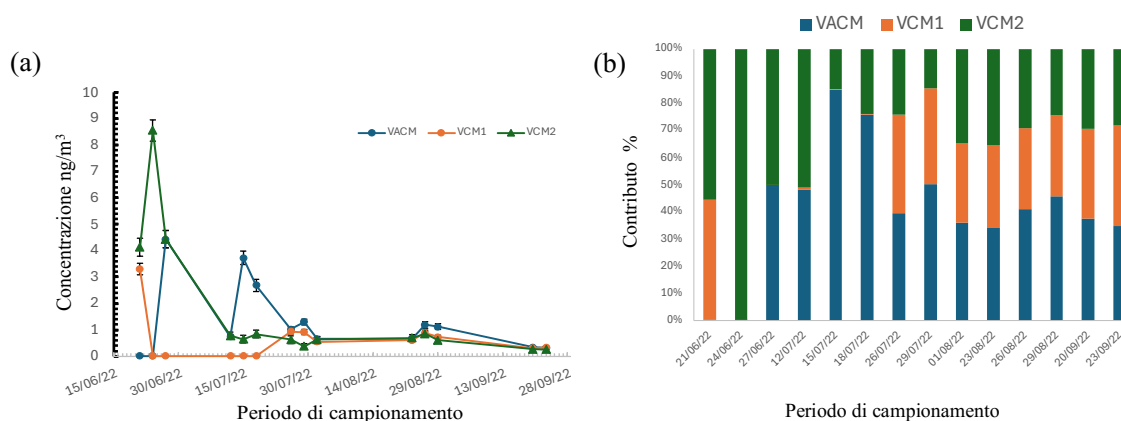 (a)
10
9
8
7
6
5
4
3
2
1
0
Concentrazione ng/m³
VACM VCM1 VCM2
15/06/22 30/06/22 15/07/22 30/07/22 14/08/22 29/08/22 13/09/22 28/09/22
Periodo di campionamento
(b)
VACM VCM1 VCM2
100%
90%
80%
70%
60%
50%
40%
30%
20%
10%
0%
Contributo %
21/06/22 24/06/22 27/06/22 12/07/22 15/07/22 18/07/22 26/07/22 29/07/22 01/08/22 23/08/22 26/08/22 29/08/22 20/09/22 23/09/22
Periodo di campionamento